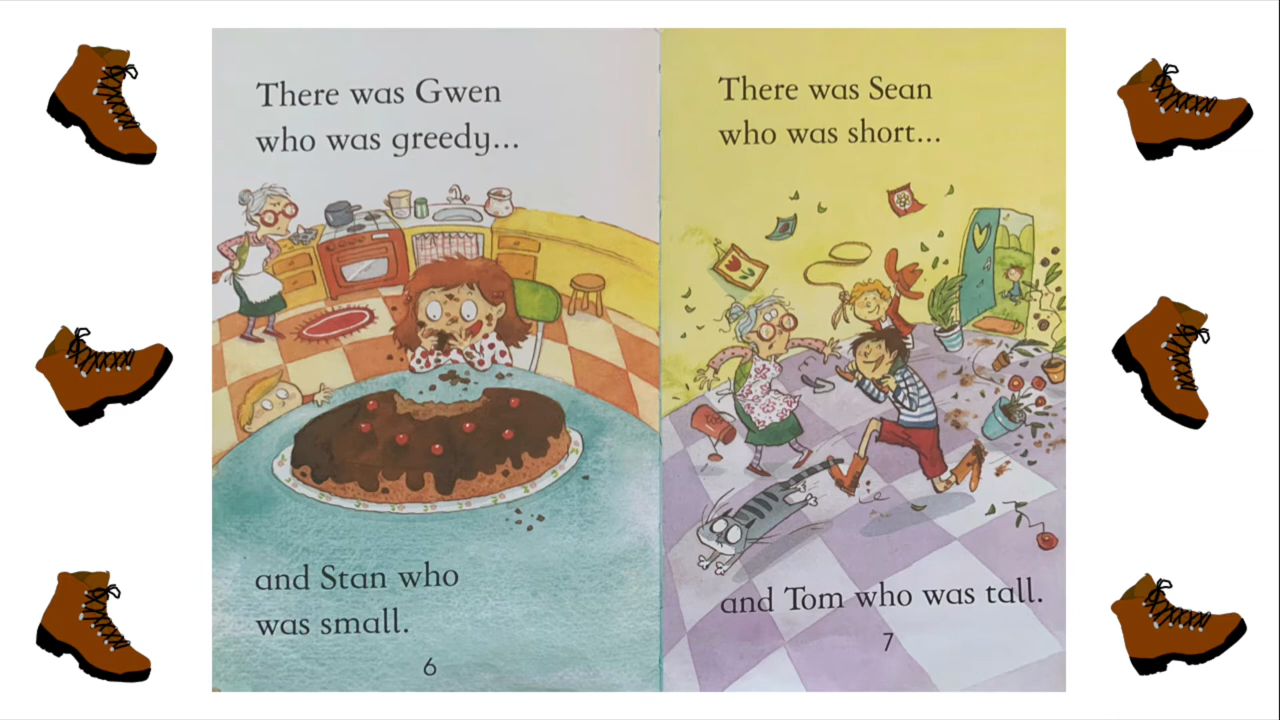 There was Gwen
who was greedy...
and Stan who
was small.
6
There was Sean
who was short...
and Tom who was tall.
7